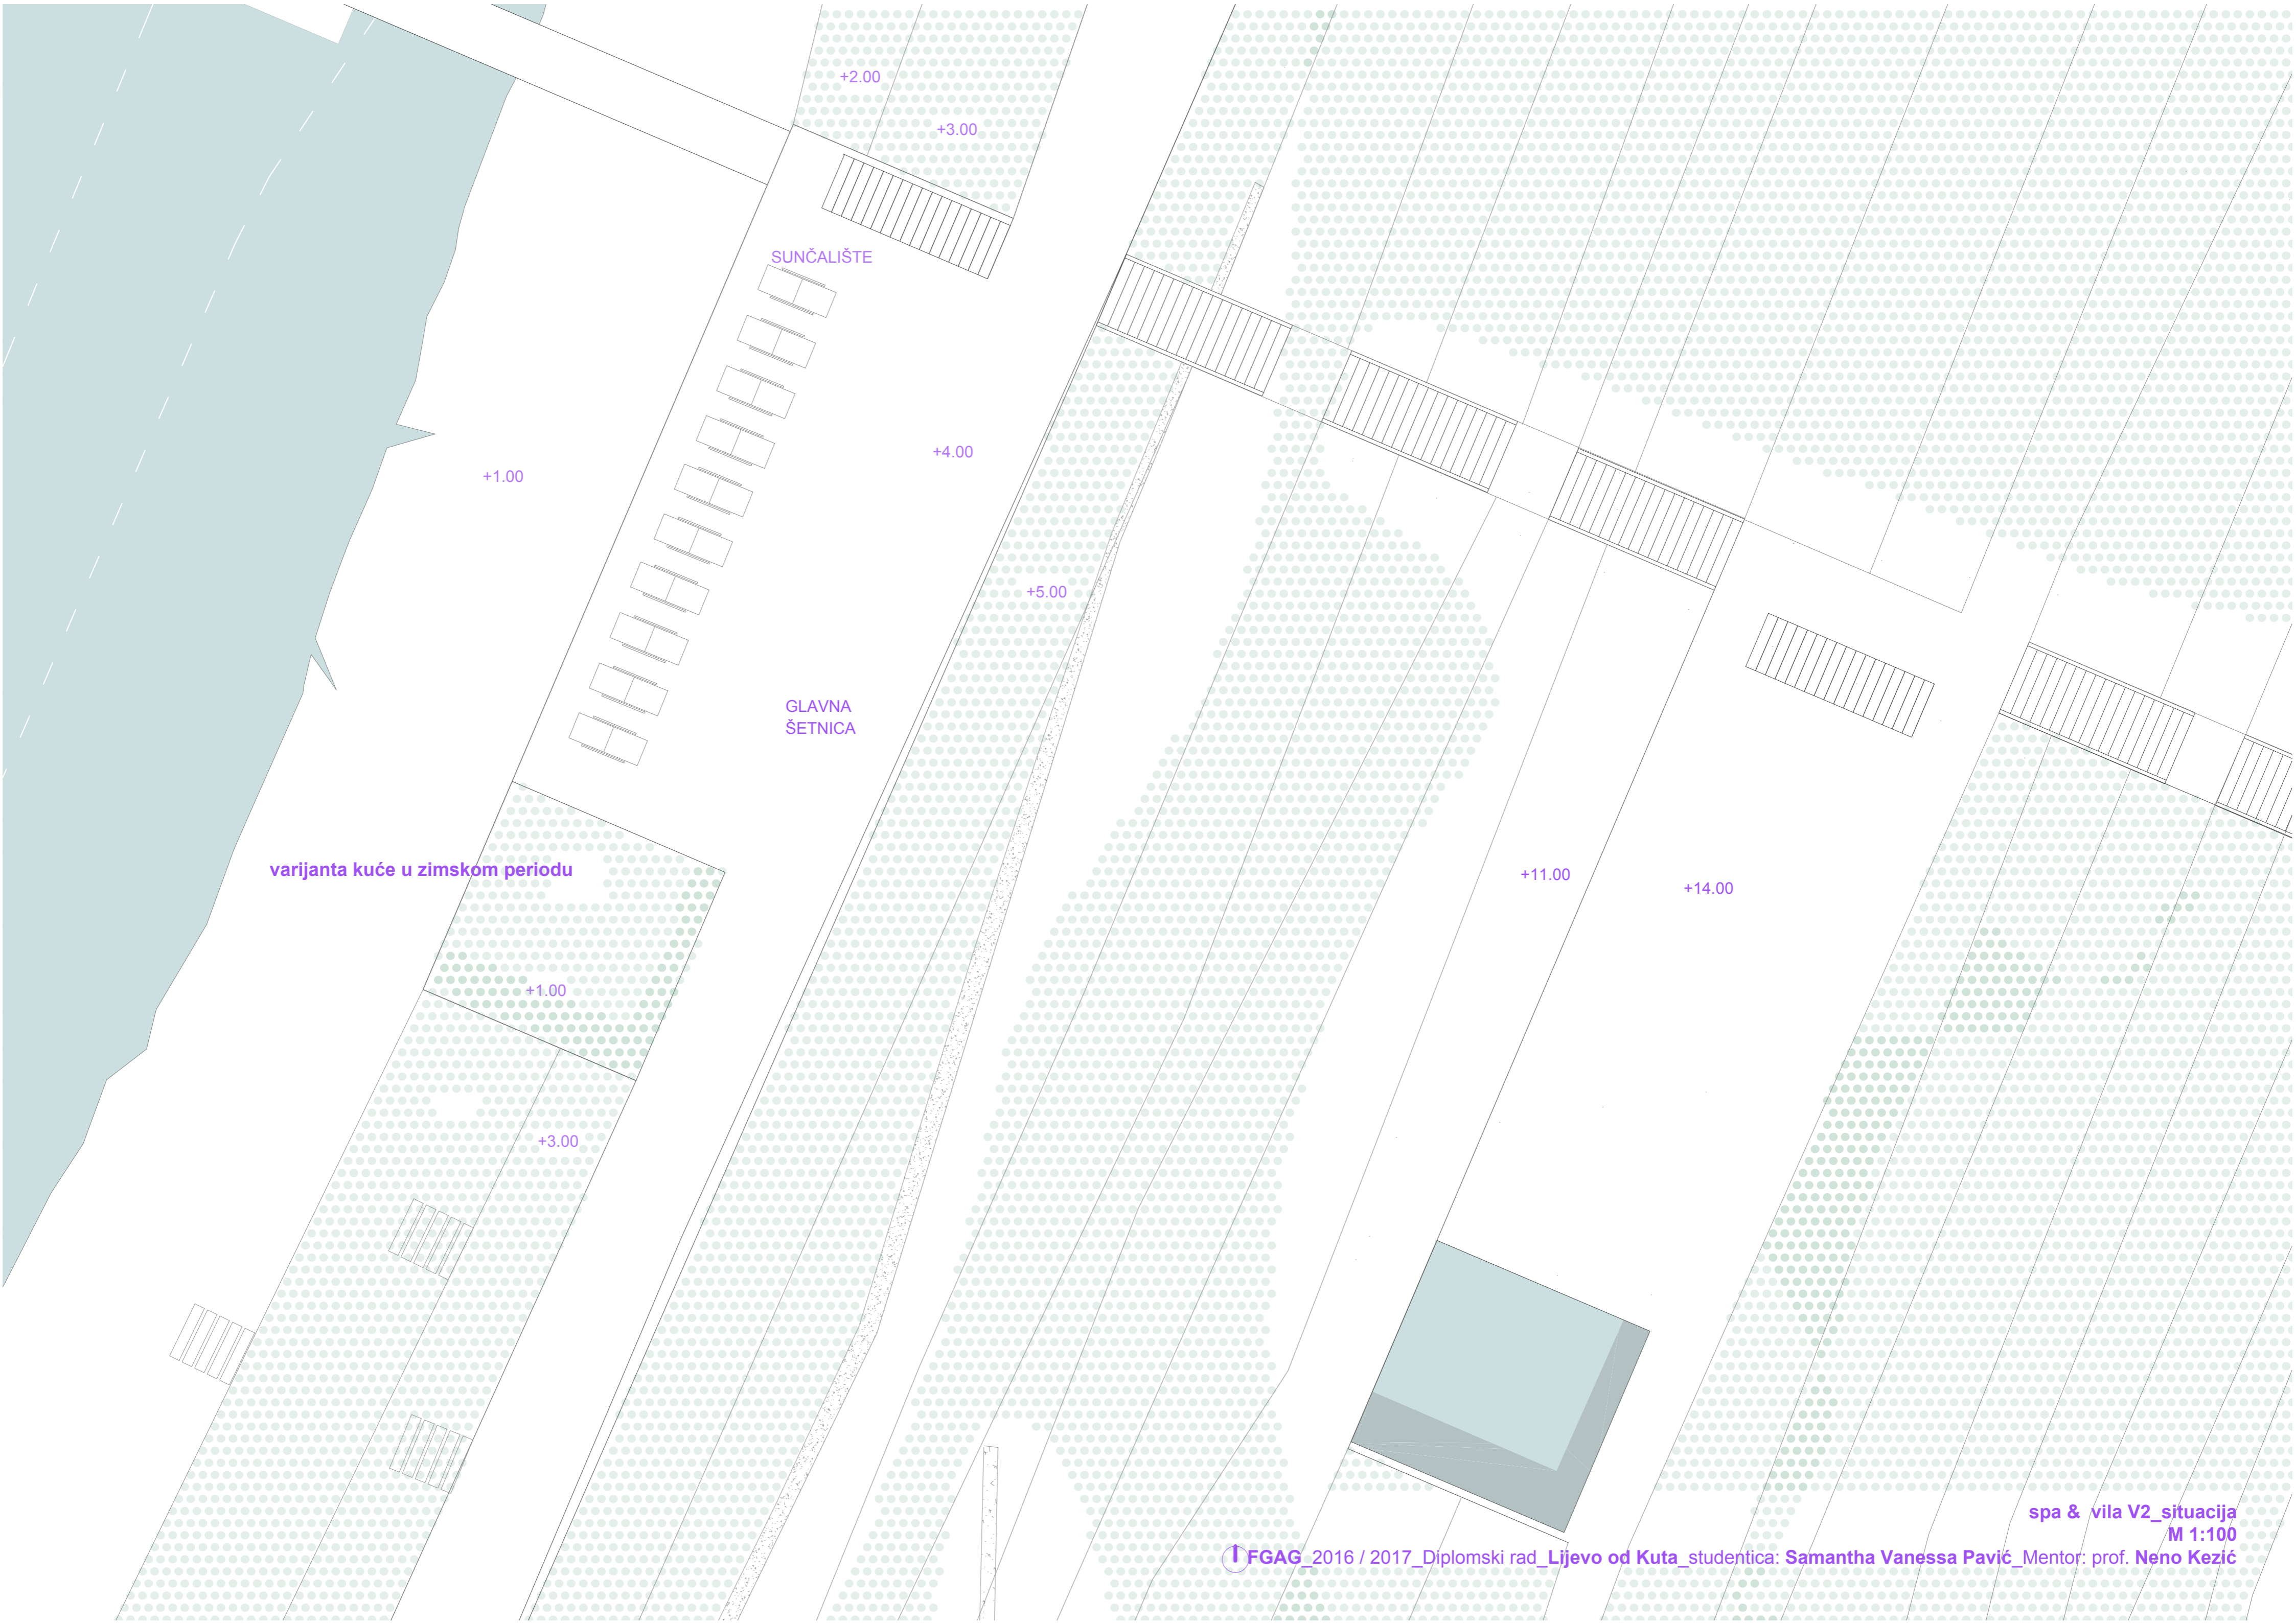 +2.00
+3.00
SUNČALIŠTE
+4.00
+1.00
+5.00
GLAVNA
ŠETNICA
varijanta kuće u zimskom periodu
+11.00
+14.00
+1.00
+3.00
spa & vila V2_situacija
M 1:100
FGAG_2016 / 2017_Diplomski rad_Lijevo od Kuta_studentica: Samantha Vanessa Pavić_Mentor: prof. Neno Kezić